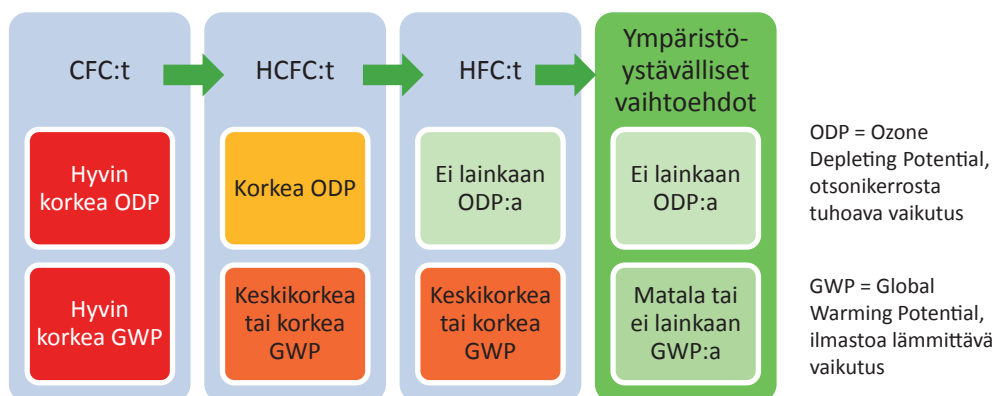 CFC:t
HCFC:t
HFC:t
Ympäristö-
ystävälliset
vaihtoehdot
Hyvin
korkea ODP
Korkea ODP
Ei lainkaan
ODP:a
Ei lainkaan
ODP:a
ODP = Ozone
Depleting Potential,
otsonikerrosta
tuhoava vaikutus
Hyvin
korkea GWP
Keskikorkea
tai korkea
GWP
Keskikorkea
tai korkea
GWP
Matala tai
ei lainkaan
GWP:a
GWP = Global
Warming Potential,
ilmastoa lämmittävä
vaikutus